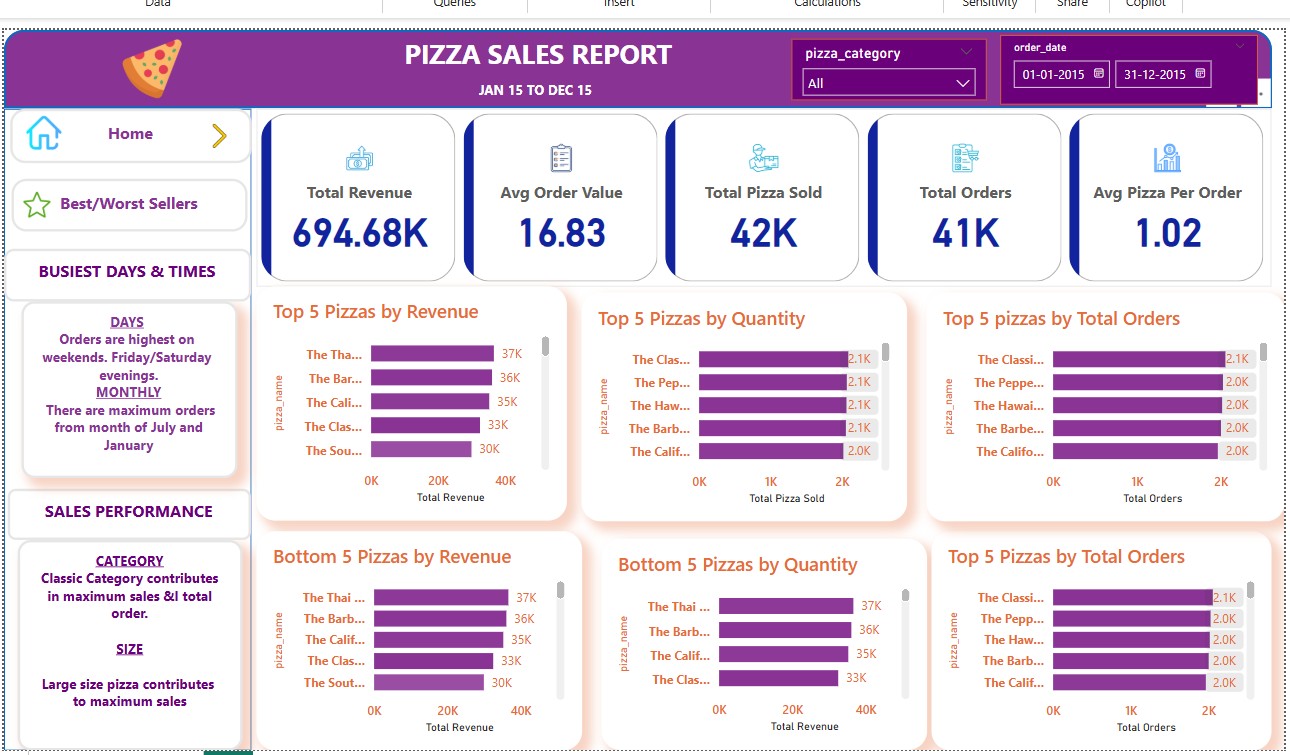 Data
Queries
Insert
Calculations
Sensitivity
Share
Copilot
PIZZA SALES REPORT
JAN 15 TO DEC 15
pizza_category
All
order_date
01-01-2015
31-12-2015
Home
Best/Worst Sellers
BUSIEST DAYS & TIMES
DAYS
Orders are highest on
weekends. Friday/Saturday
evenings.
MONTHLY
There are maximum orders
from month of July and
January
SALES PERFORMANCE
CATEGORY
Classic Category contributes
in maximum sales &l total
order.
SIZE
Large size pizza contributes
to maximum sales
Total Revenue
694.68K
Avg Order Value
16.83
Total Pizza Sold
42K
Total Orders
41K
Avg Pizza Per Order
1.02
Top 5 Pizzas by Revenue
pizza_name
The Tha... 37K
The Bar... 36K
The Cali... 35K
The Clas... 33K
The Sou... 30K
0K 20K 40K
Total Revenue
Top 5 Pizzas by Quantity
pizza_name
The Clas... 2.1K
The Pep... 2.1K
The Haw... 2.1K
The Barb... 2.1K
The Calif... 2.0K
0K 1K 2K
Total Pizza Sold
Top 5 pizzas by Total Orders
pizza_name
The Classi... 2.1K
The Peppe... 2.0K
The Hawai... 2.0K
The Barbe... 2.0K
The Califo... 2.0K
0K 1K 2K
Total Orders
Bottom 5 Pizzas by Revenue
pizza_name
The Thai ... 37K
The Barb... 36K
The Calif... 35K
The Clas... 33K
The Sout... 30K
0K 20K 40K
Total Revenue
Bottom 5 Pizzas by Quantity
pizza_name
The Thai ... 37K
The Barb... 36K
The Calif... 35K
The Clas... 33K
0K 20K 40K
Total Revenue
Top 5 Pizzas by Total Orders
pizza_name
The Classi... 2.1K
The Pepp... 2.0K
The Haw... 2.0K
The Barb... 2.0K
The Calif... 2.0K
0K 1K 2K
Total Orders